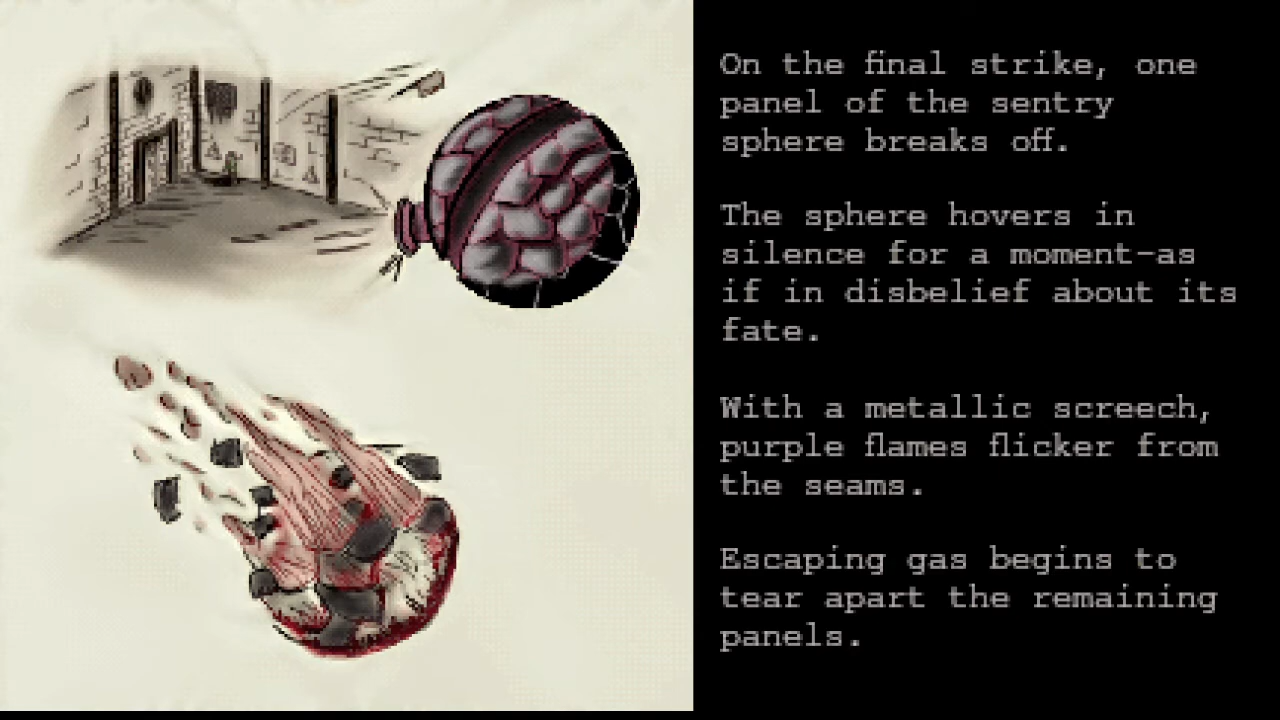 On the final strike, one
panel of the sentry
sphere breaks off.
The sphere hovers in
silence for a moment—as
if in disbelief about its
fate.
With a metallic screech,
purple flames flicker from
the seams.
Escaping gas begins to
tear apart the remaining
panels.